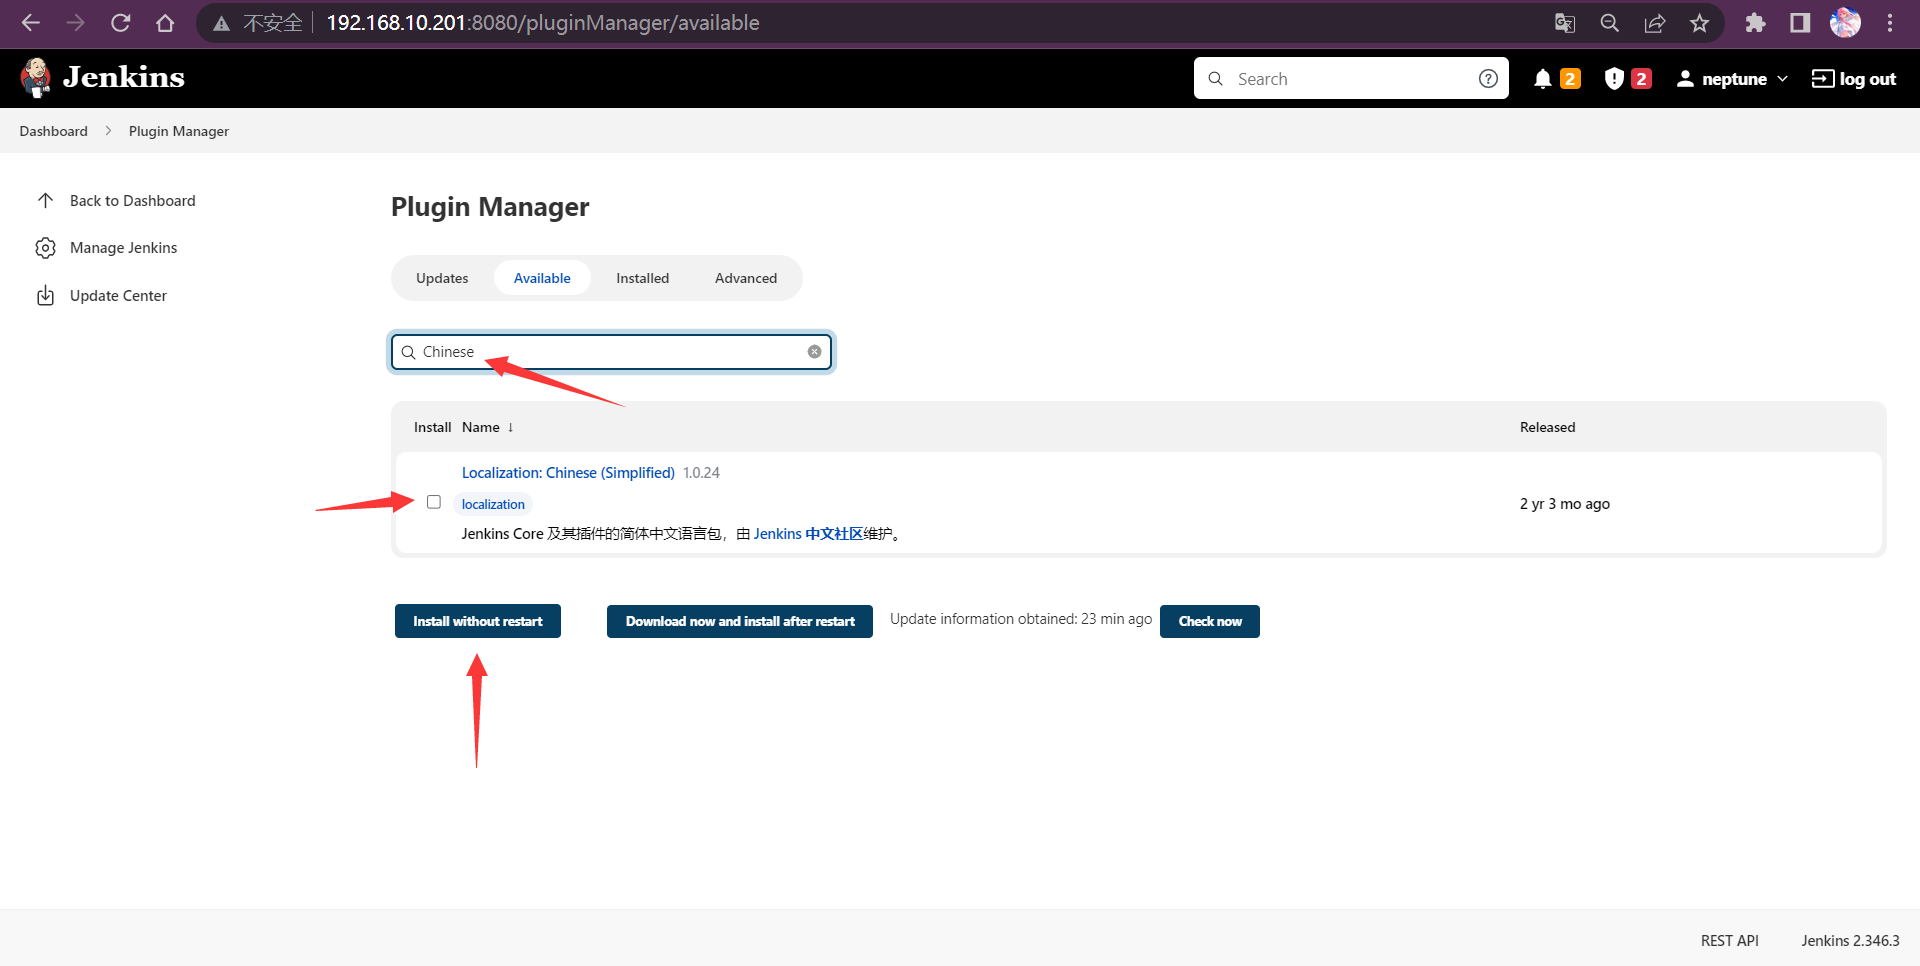 不安全 192.168.10.201:8080/pluginManager/available
Jenkins
Search
2
2
neptune
log out
Dashboard
Plugin Manager
Back to Dashboard
Manage Jenkins
Update Center
Plugin Manager
Updates
Available
Installed
Advanced
Chinese
Install Name ↓ Released
Localization: Chinese (Simplified) 1.0.24
localization
2 yr 3 mo ago
Jenkins Core 及其插件的简体中文语言包，由 Jenkins 中文社区维护。
Install without restart
Download now and install after restart
Update information obtained: 23 min ago
Check now
REST API
Jenkins 2.346.3